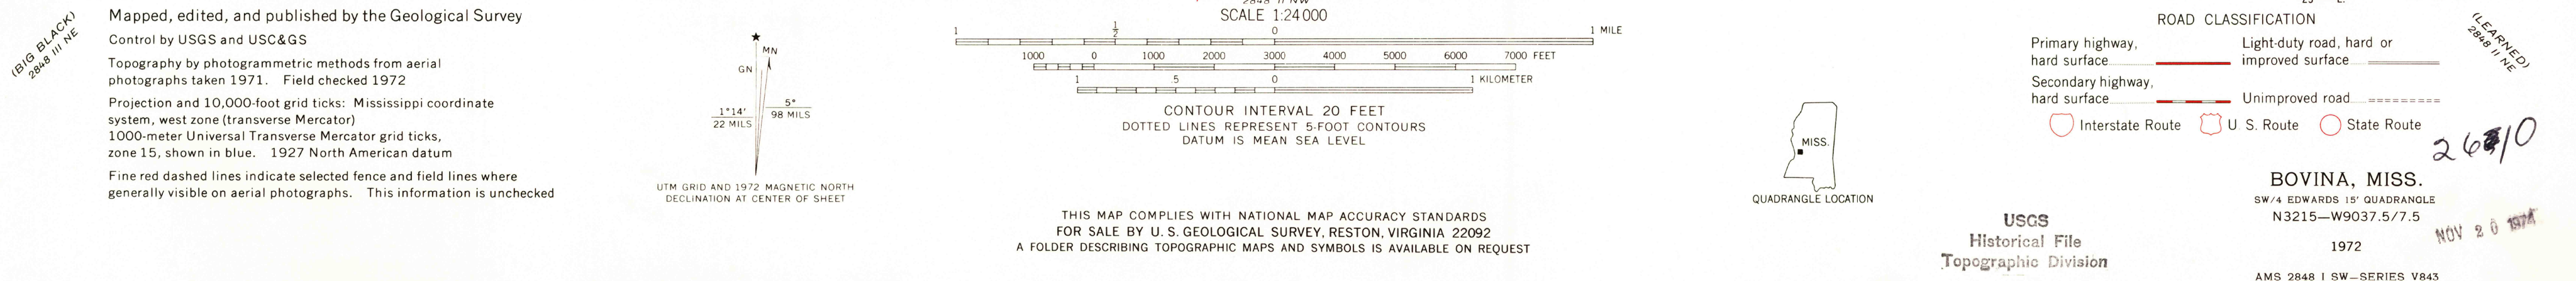 (BIG BLACK)
2848 III NE
Mapped, edited, and published by the Geological Survey
Control by USGS and USC&GS
Topography by photogrammetric methods from aerial
photographs taken 1971. Field checked 1972
Projection and 10,000-foot grid ticks: Mississippi coordinate
system, west zone (transverse Mercator)
1000-meter Universal Transverse Mercator grid ticks,
zone 15, shown in blue. 1927 North American datum
Fine red dashed lines indicate selected fence and field lines where
generally visible on aerial photographs. This information is unchecked
★
MN
GN
1°14′
22 MILS
5°
98 MILS
UTM GRID AND 1972 MAGNETIC NORTH
DECLINATION AT CENTER OF SHEET
2848 II NW
SCALE 1:24 000
1 ½ 0 1 MILE
1000 0 1000 2000 3000 4000 5000 6000 7000 FEET
1 .5 0 1 KILOMETER
CONTOUR INTERVAL 20 FEET
DOTTED LINES REPRESENT 5-FOOT CONTOURS
DATUM IS MEAN SEA LEVEL
THIS MAP COMPLIES WITH NATIONAL MAP ACCURACY STANDARDS
FOR SALE BY U. S. GEOLOGICAL SURVEY, RESTON, VIRGINIA 22092
A FOLDER DESCRIBING TOPOGRAPHIC MAPS AND SYMBOLS IS AVAILABLE ON REQUEST
MISS.
QUADRANGLE LOCATION
ROAD CLASSIFICATION
Primary highway,
hard surface
Light-duty road, hard or
improved surface
Secondary highway,
hard surface
Unimproved road
Interstate Route U. S. Route State Route
(LEARNED)
2848 II NE
BOVINA, MISS.
SW/4 EDWARDS 15′ QUADRANGLE
N3215—W9037.5/7.5
1972
AMS 2848 I SW—SERIES V843
USGS
Historical File
Topographic Division
NOV 20 1974